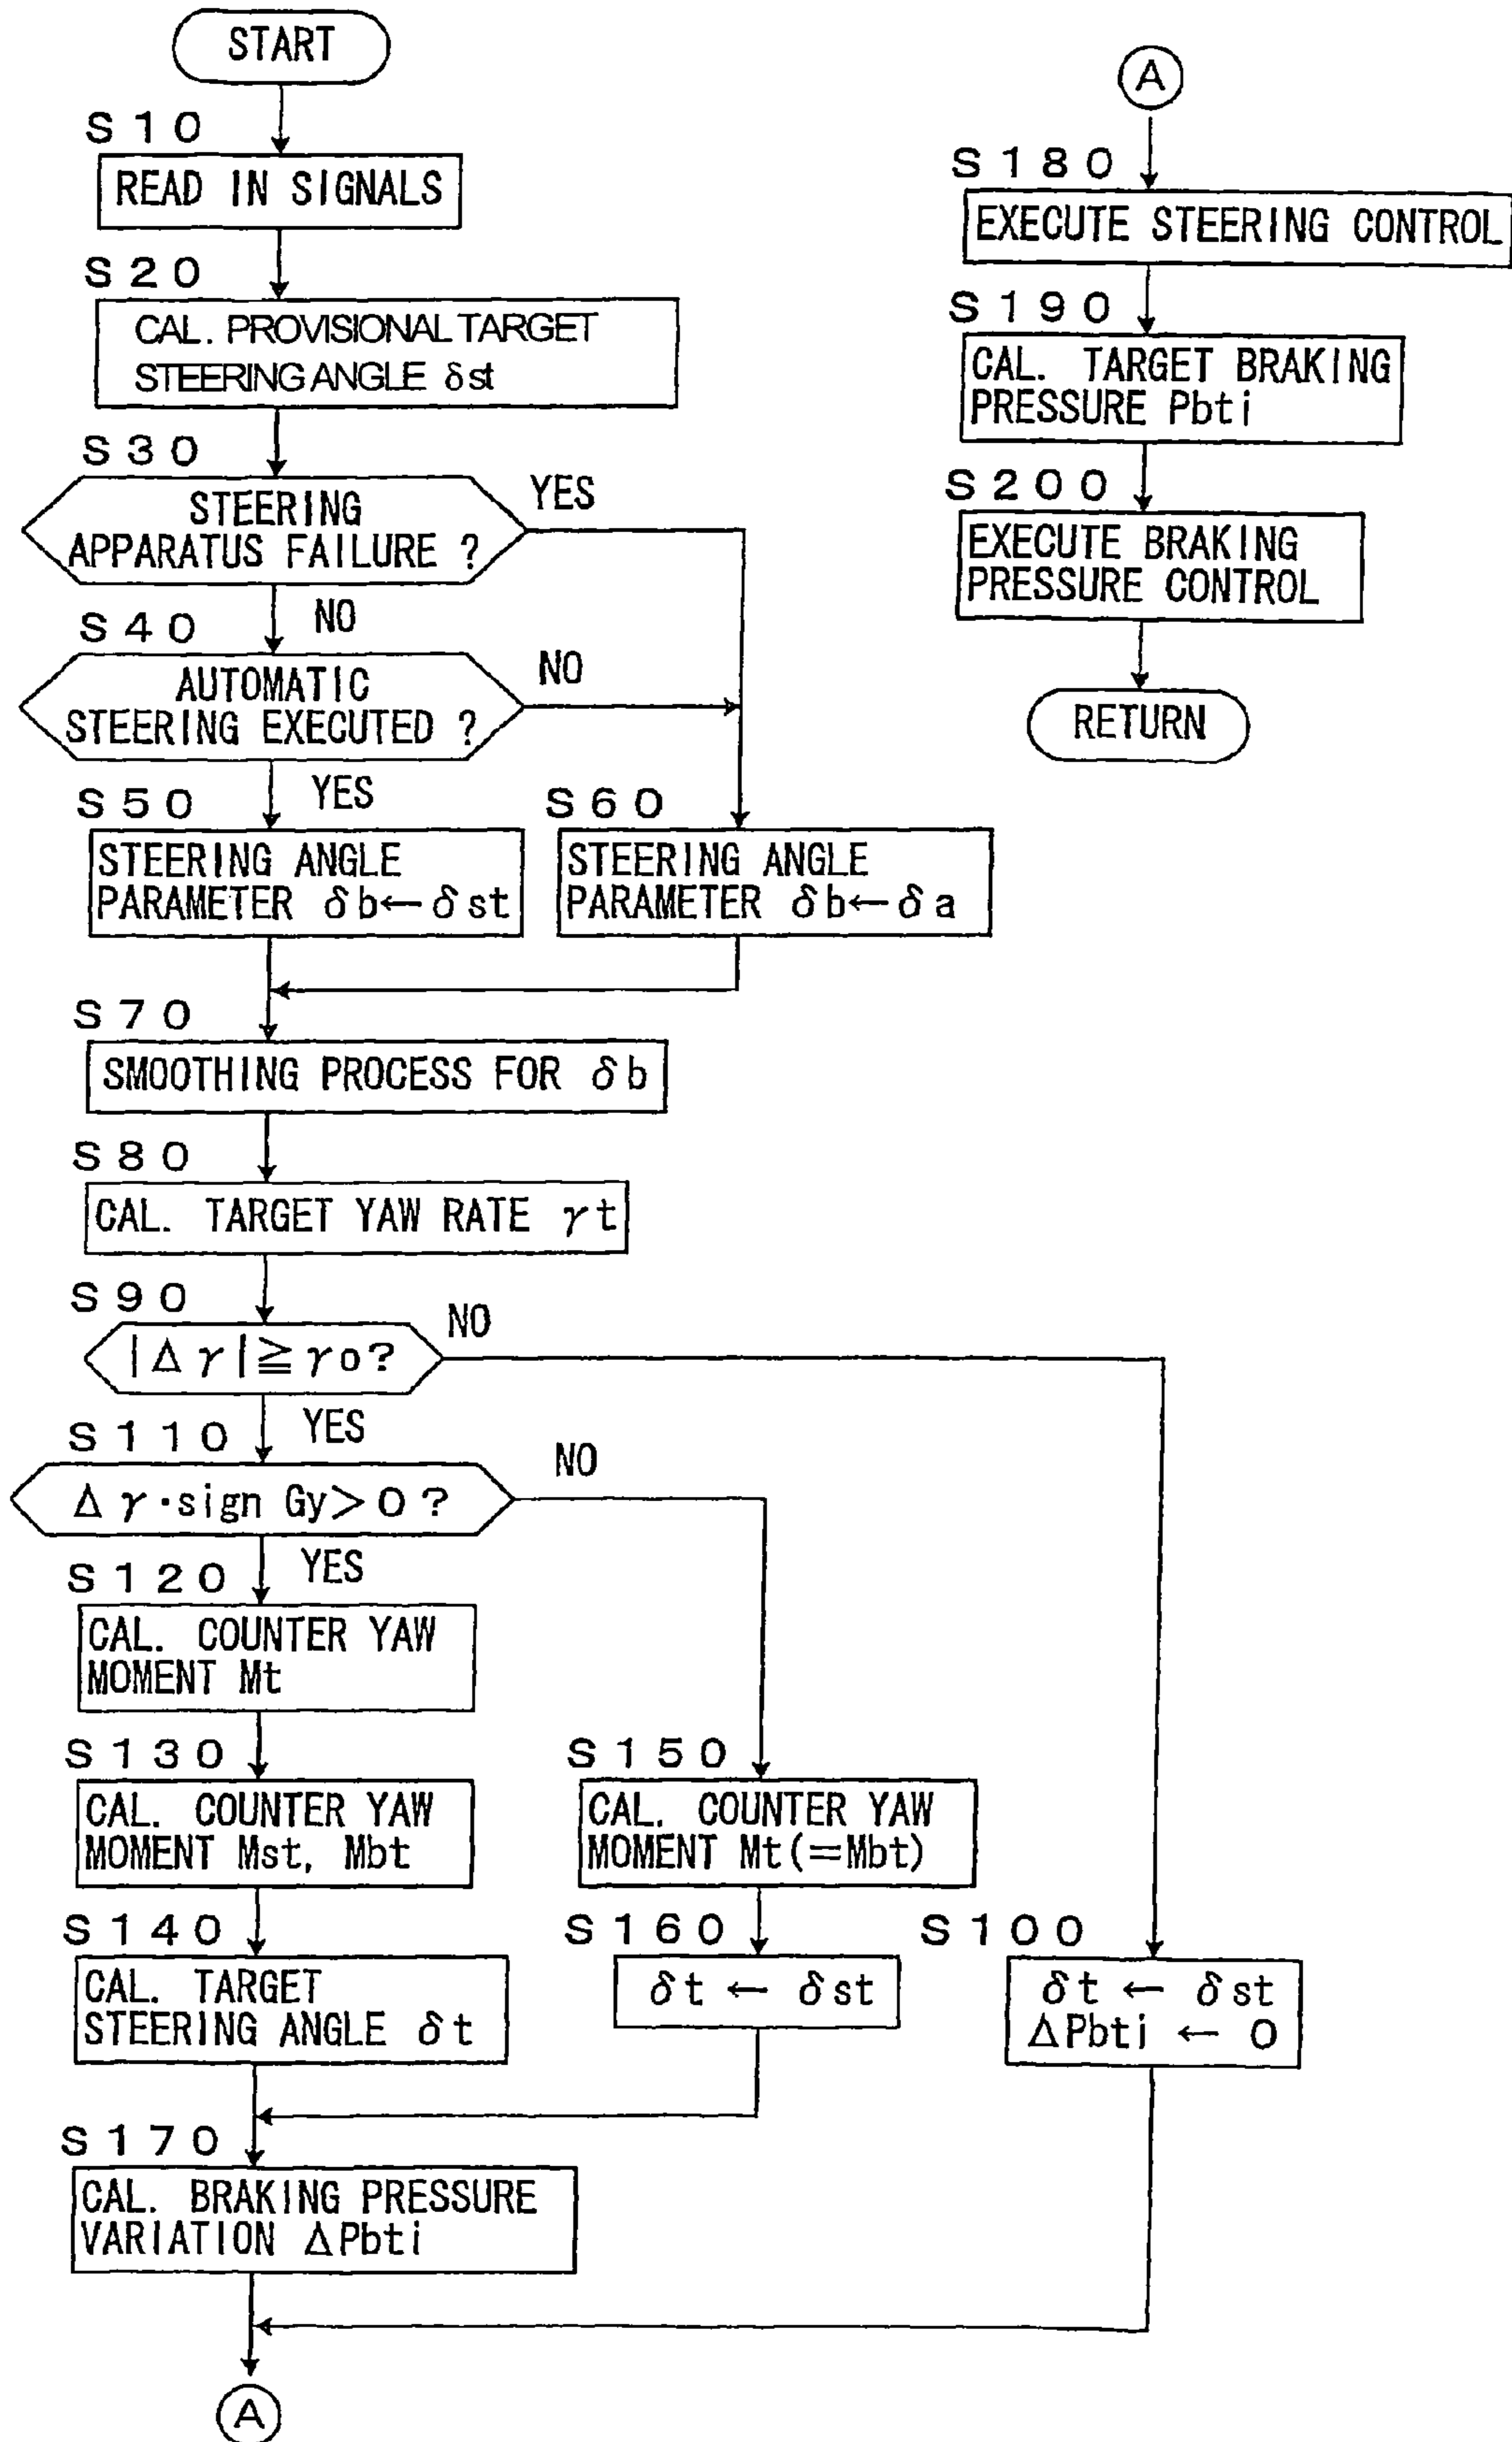 START
S10
READ IN SIGNALS
S20
CAL. PROVISIONAL TARGET
STEERING ANGLE δst
S30
STEERING
APPARATUS FAILURE ?
YES
NO
S40
AUTOMATIC
STEERING EXECUTED ?
NO
YES
S50
STEERING ANGLE
PARAMETER δb←δst
S60
STEERING ANGLE
PARAMETER δb←δa
S70
SMOOTHING PROCESS FOR δb
S80
CAL. TARGET YAW RATE γt
S90
|Δγ|≧γo?
NO
YES
S110
Δγ·sign Gy>0?
NO
YES
S120
CAL. COUNTER YAW
MOMENT Mt
S130
CAL. COUNTER YAW
MOMENT Mst, Mbt
S150
CAL. COUNTER YAW
MOMENT Mt(=Mbt)
S140
CAL. TARGET
STEERING ANGLE δt
S160
δt ← δst
S100
δt ← δst
ΔPbti ← 0
S170
CAL. BRAKING PRESSURE
VARIATION ΔPbti
A
A
S180
EXECUTE STEERING CONTROL
S190
CAL. TARGET BRAKING
PRESSURE Pbti
S200
EXECUTE BRAKING
PRESSURE CONTROL
RETURN